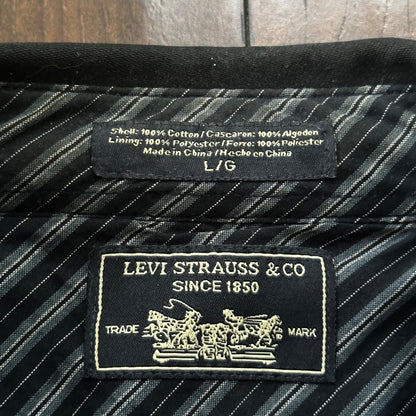 Shell: 100% Cotton / Cascaron: 100% Algodon
Lining: 100% Polyester / Forro: 100% Poliester
Made in China / Hecho en China
L/G
LEVI STRAUSS & CO
SINCE 1850
TRADE MARK